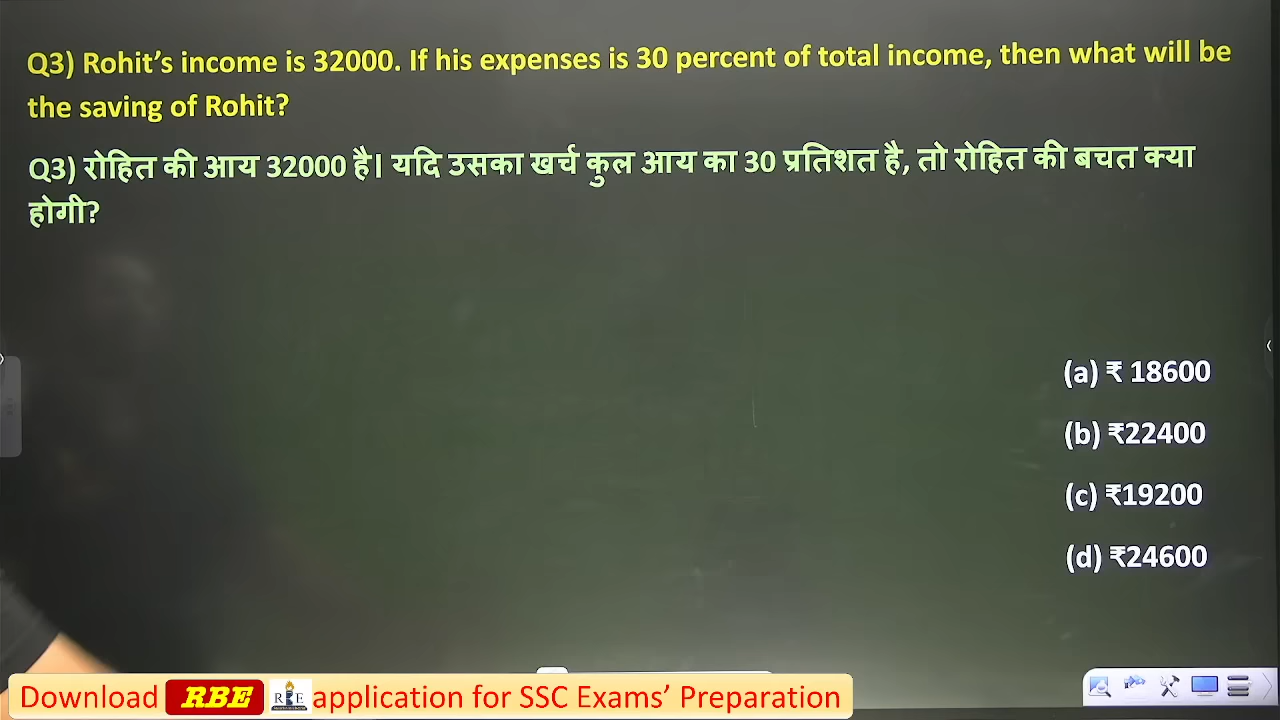 Q3) Rohit’s income is 32000. If his expenses is 30 percent of total income, then what will be
the saving of Rohit?
Q3) रोहित की आय 32000 है। यदि उसका खर्च कुल आय का 30 प्रतिशत है, तो रोहित की बचत क्या
होगी?
(a) ₹ 18600
(b) ₹22400
(c) ₹19200
(d) ₹24600
Download RBE RBE application for SSC Exams’ Preparation